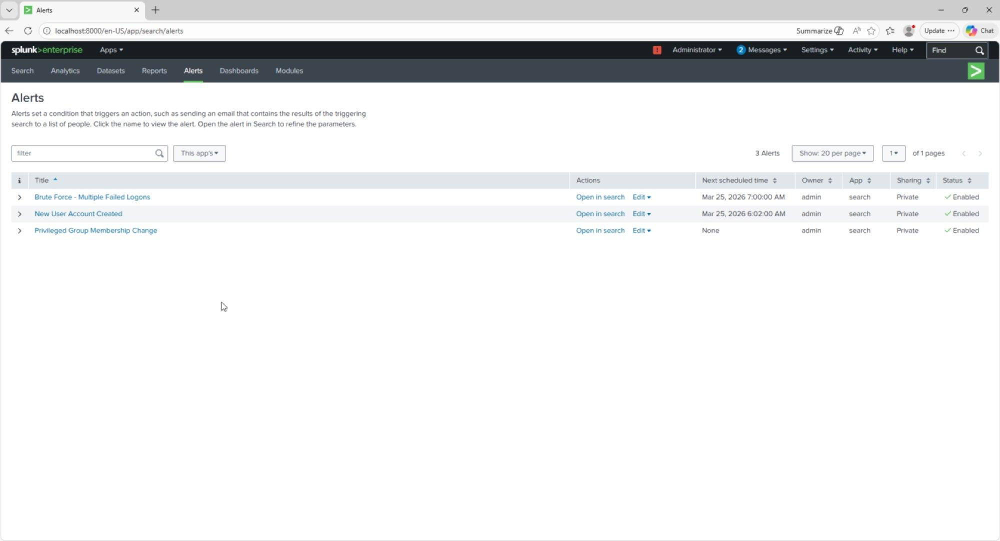 Alerts
localhost:8000/en-US/app/search/alerts
Summarize
Update
Chat
splunk>enterprise Apps
! Administrator 2 Messages Settings Activity Help Find
Search Analytics Datasets Reports Alerts Dashboards Modules
Alerts
Alerts set a condition that triggers an action, such as sending an email that contains the results of the triggering
search to a list of people. Click the name to view the alert. Open the alert in Search to refine the parameters.
filter This app's 3 Alerts Show: 20 per page 1 of 1 pages
i Title Actions Next scheduled time Owner App Sharing Status
Brute Force - Multiple Failed Logons Open in search Edit Mar 25, 2026 7:00:00 AM admin search Private Enabled
New User Account Created Open in search Edit Mar 25, 2026 6:02:00 AM admin search Private Enabled
Privileged Group Membership Change Open in search Edit None admin search Private Enabled